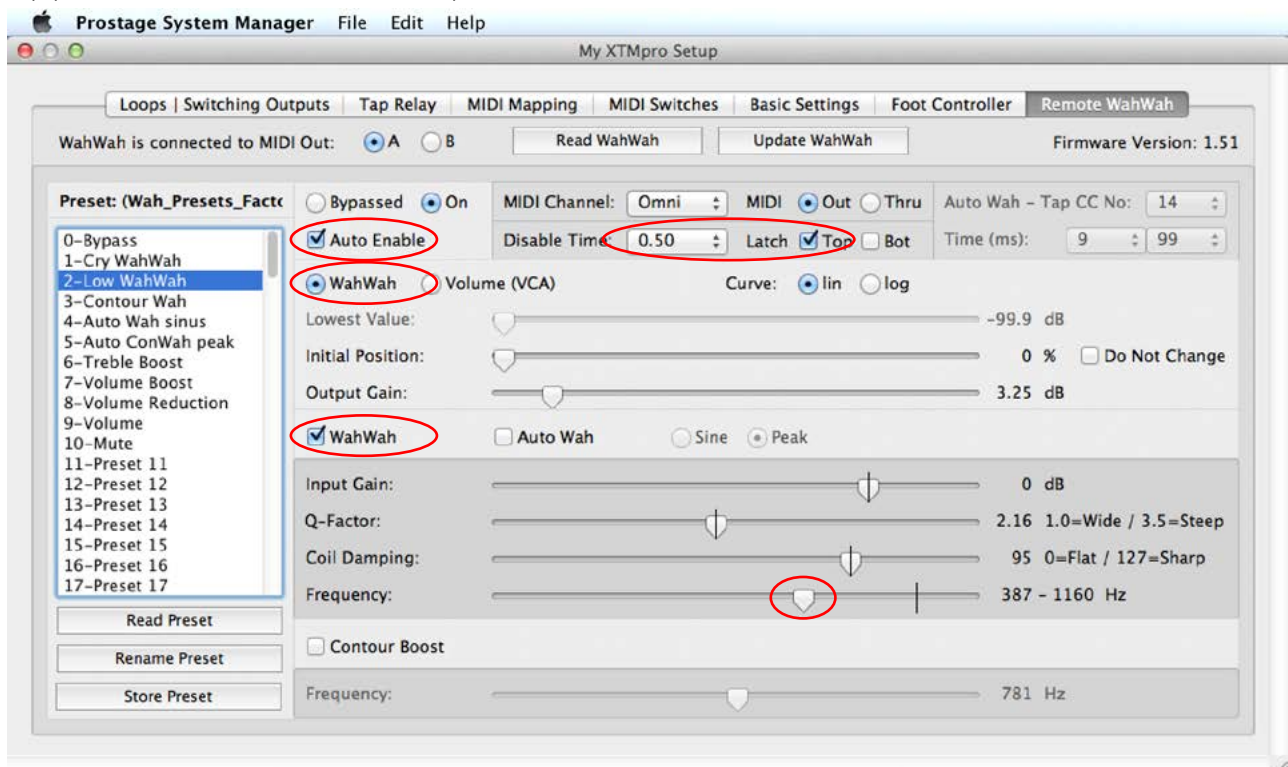 Prostage System Manager File Edit Help
My XTMpro Setup
Loops | Switching Outputs Tap Relay MIDI Mapping MIDI Switches Basic Settings Foot Controller Remote WahWah
WahWah is connected to MIDI Out: A B Read WahWah Update WahWah Firmware Version: 1.51
Preset: (Wah_Presets_Facto
Bypassed On MIDI Channel: Omni MIDI Out Thru Auto Wah – Tap CC No: 14
Auto Enable Disable Time: 0.50 Latch Top Bot Time (ms): 9 99
0–Bypass
1–Cry WahWah
2–Low WahWah
3–Contour Wah
4–Auto Wah sinus
5–Auto ConWah peak
6–Treble Boost
7–Volume Boost
8–Volume Reduction
9–Volume
10–Mute
11–Preset 11
12–Preset 12
13–Preset 13
14–Preset 14
15–Preset 15
16–Preset 16
17–Preset 17
Read Preset
Rename Preset
Store Preset
WahWah Volume (VCA) Curve: lin log
Lowest Value: –99.9 dB
Initial Position: 0 % Do Not Change
Output Gain: 3.25 dB
WahWah Auto Wah Sine Peak
Input Gain: 0 dB
Q–Factor: 2.16 1.0=Wide / 3.5=Steep
Coil Damping: 95 0=Flat / 127=Sharp
Frequency: 387 – 1160 Hz
Contour Boost
Frequency: 781 Hz